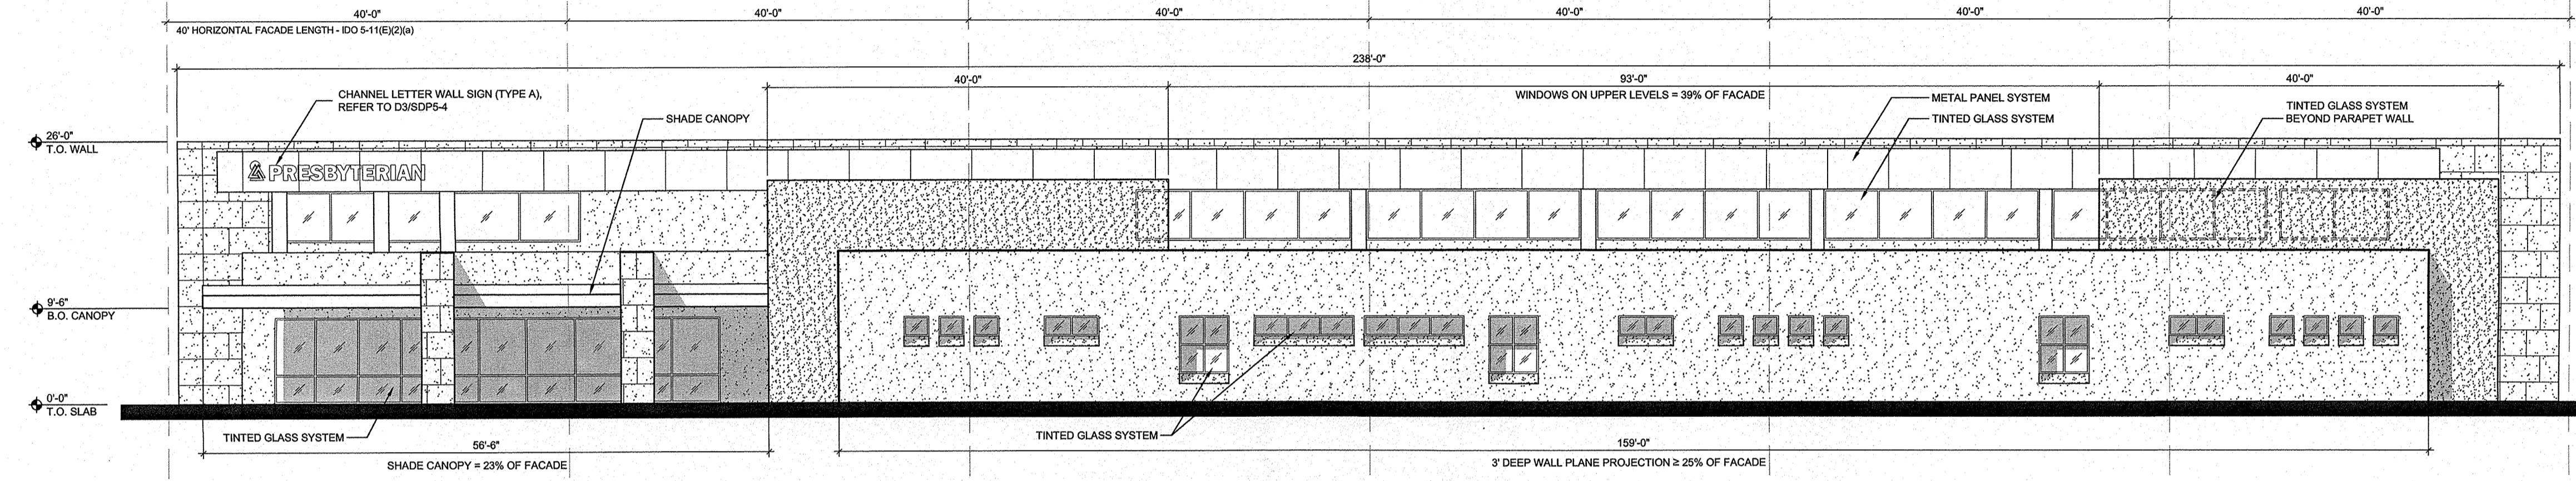 40'-0" 40'-0" 40'-0" 40'-0" 40'-0" 40'-0"
40' HORIZONTAL FACADE LENGTH - IDO 5-11(E)(2)(a)
238'-0"
40'-0" 93'-0" 40'-0"
WINDOWS ON UPPER LEVELS = 39% OF FACADE
CHANNEL LETTER WALL SIGN (TYPE A),
REFER TO D3/SDP5-4
SHADE CANOPY
METAL PANEL SYSTEM
TINTED GLASS SYSTEM
TINTED GLASS SYSTEM
BEYOND PARAPET WALL
26'-0"
T.O. WALL
PRESBYTERIAN
9'-6"
B.O. CANOPY
0'-0"
T.O. SLAB
TINTED GLASS SYSTEM
TINTED GLASS SYSTEM
56'-6"
SHADE CANOPY = 23% OF FACADE
159'-0"
3' DEEP WALL PLANE PROJECTION ≥ 25% OF FACADE